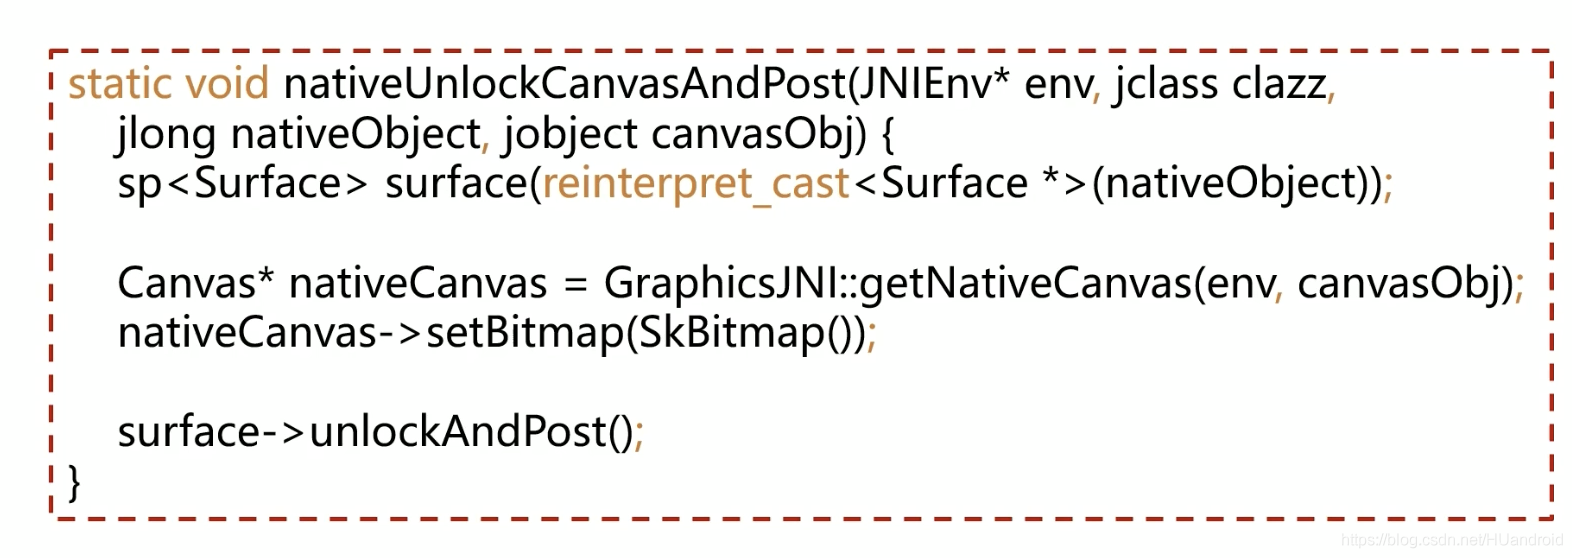 static void nativeUnlockCanvasAndPost(JNIEnv* env, jclass clazz,
jlong nativeObject, jobject canvasObj) {
sp<Surface> surface(reinterpret_cast<Surface *>(nativeObject));
Canvas* nativeCanvas = GraphicsJNI::getNativeCanvas(env, canvasObj);
nativeCanvas->setBitmap(SkBitmap());
surface->unlockAndPost();
}
https://blog.csdn.net/HUandroid